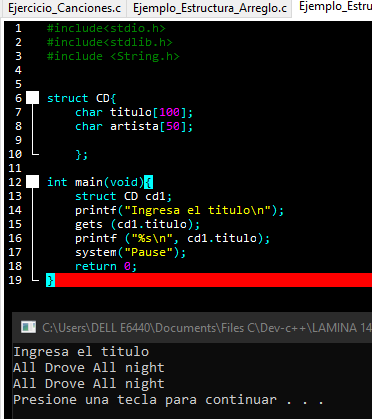 Ejercicio_Canciones.c Ejemplo_Estructura_Arreglo.c Ejemplo_Estru
1 #include<stdio.h>
2 #include<stdlib.h>
3 #include <String.h>
4
5
6 struct CD{
7 char titulo[100];
8 char artista[50];
9
10 };
11
12 int main(void){
13 struct CD cd1;
14 printf("Ingresa el titulo\n");
15 gets (cd1.titulo);
16 printf ("%s\n", cd1.titulo);
17 system("Pause");
18 return 0;
19 }
C:\Users\DELL E6440\Documents\Files C\Dev-c++\LAMINA 14
Ingresa el titulo
All Drove All night
All Drove All night
Presione una tecla para continuar . . .